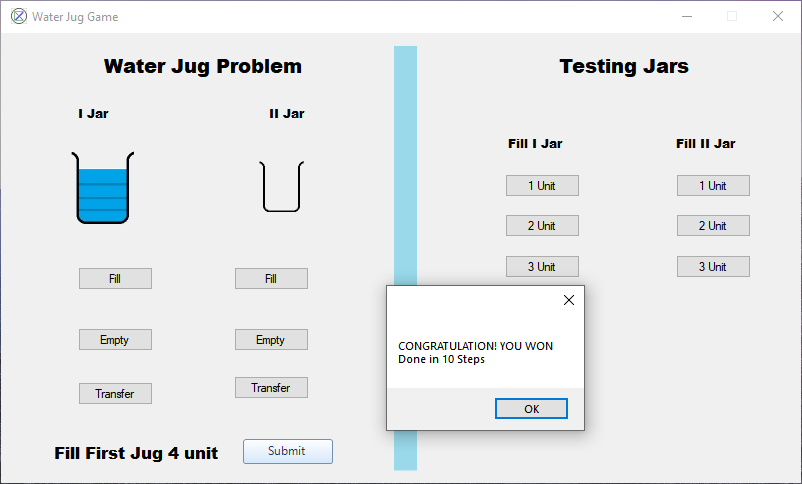 Water Jug Game
Water Jug Problem
Testing Jars
I Jar
II Jar
Fill I Jar
Fill II Jar
1 Unit
1 Unit
2 Unit
2 Unit
3 Unit
3 Unit
Fill
Fill
Empty
Empty
Transfer
Transfer
CONGRATULATION! YOU WON
Done in 10 Steps
OK
Fill First Jug 4 unit
Submit